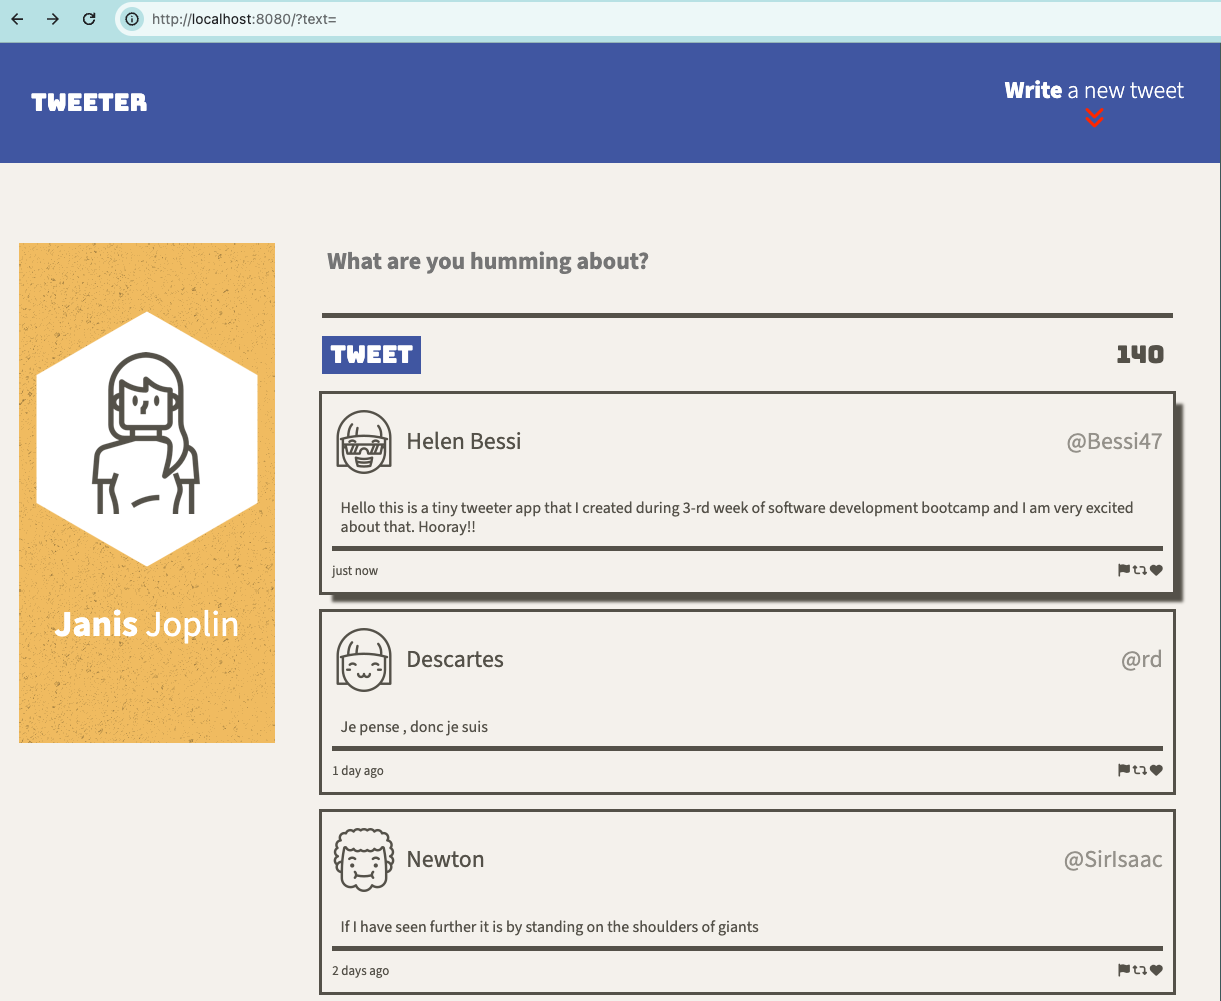 http://localhost:8080/?text=
TWEETER
Write a new tweet
Janis Joplin
What are you humming about?
TWEET
140
Helen Bessi
@Bessi47
Hello this is a tiny tweeter app that I created during 3-rd week of software development bootcamp and I am very excited
about that. Hooray!!
just now
Descartes
@rd
Je pense , donc je suis
1 day ago
Newton
@SirIsaac
If I have seen further it is by standing on the shoulders of giants
2 days ago